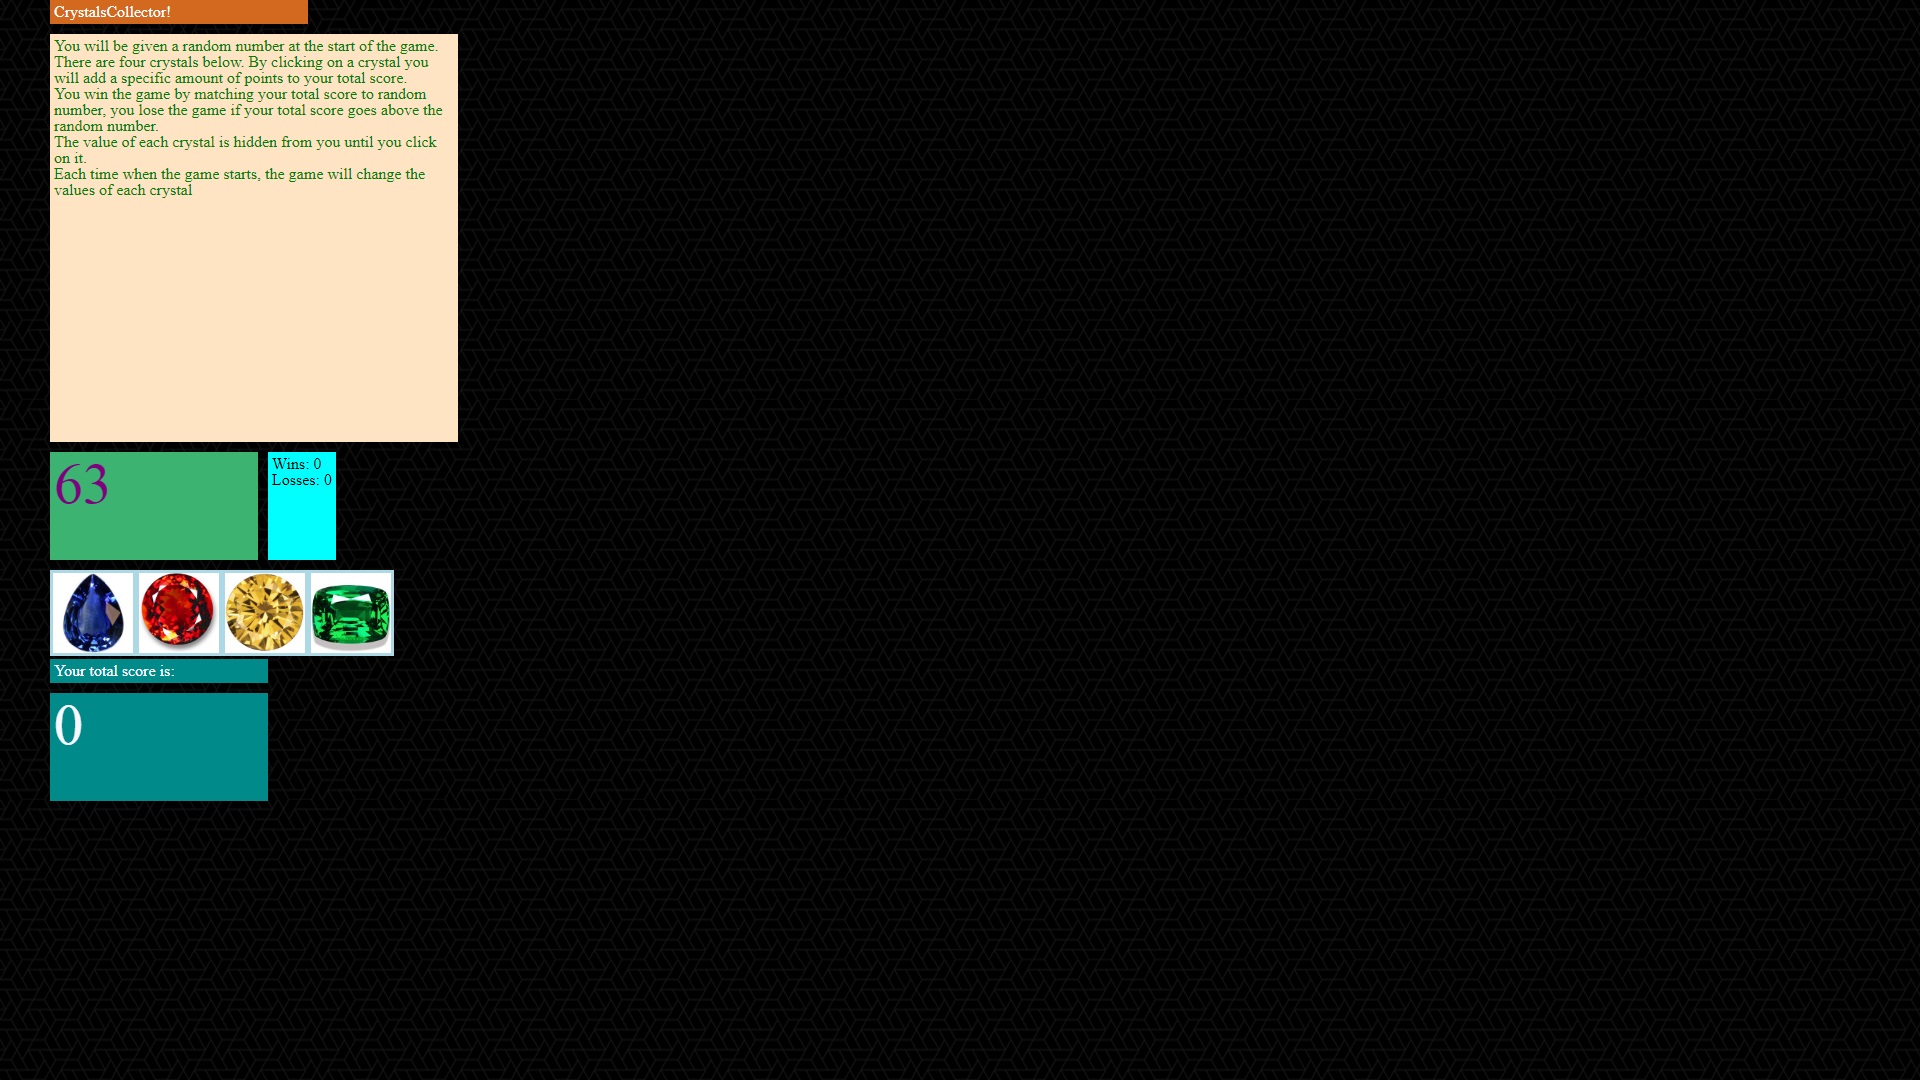 CrystalsCollector!
You will be given a random number at the start of the game.
There are four crystals below. By clicking on a crystal you
will add a specific amount of points to your total score.
You win the game by matching your total score to random
number, you lose the game if your total score goes above the
random number.
The value of each crystal is hidden from you until you click
on it.
Each time when the game starts, the game will change the
values of each crystal
63
Wins: 0
Losses: 0
Your total score is:
0